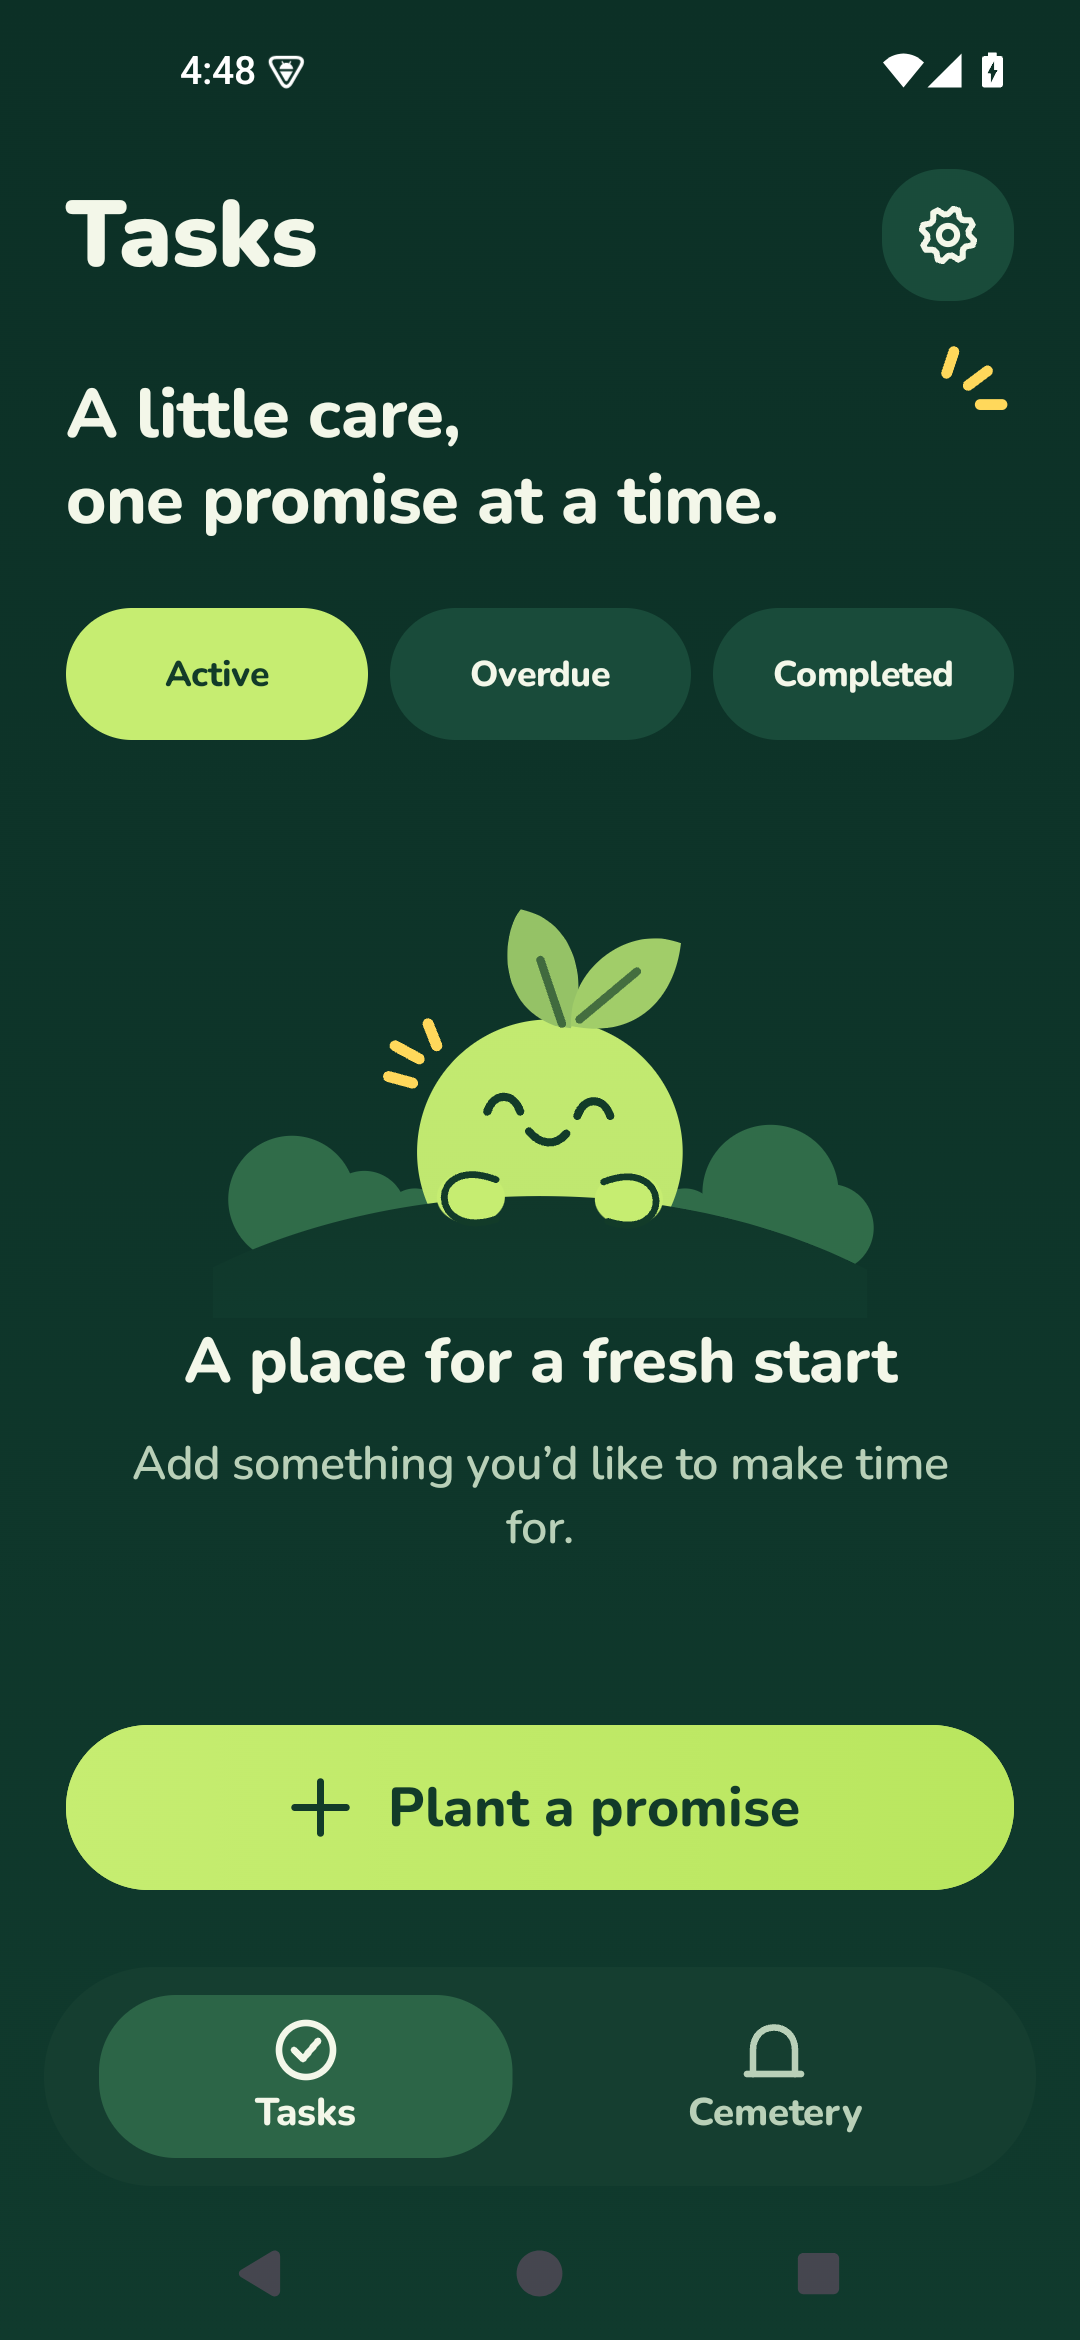 4:48
Tasks
A little care,
one promise at a time.
Active
Overdue
Completed
A place for a fresh start
Add something you’d like to make time
for.
Plant a promise
Tasks
Cemetery